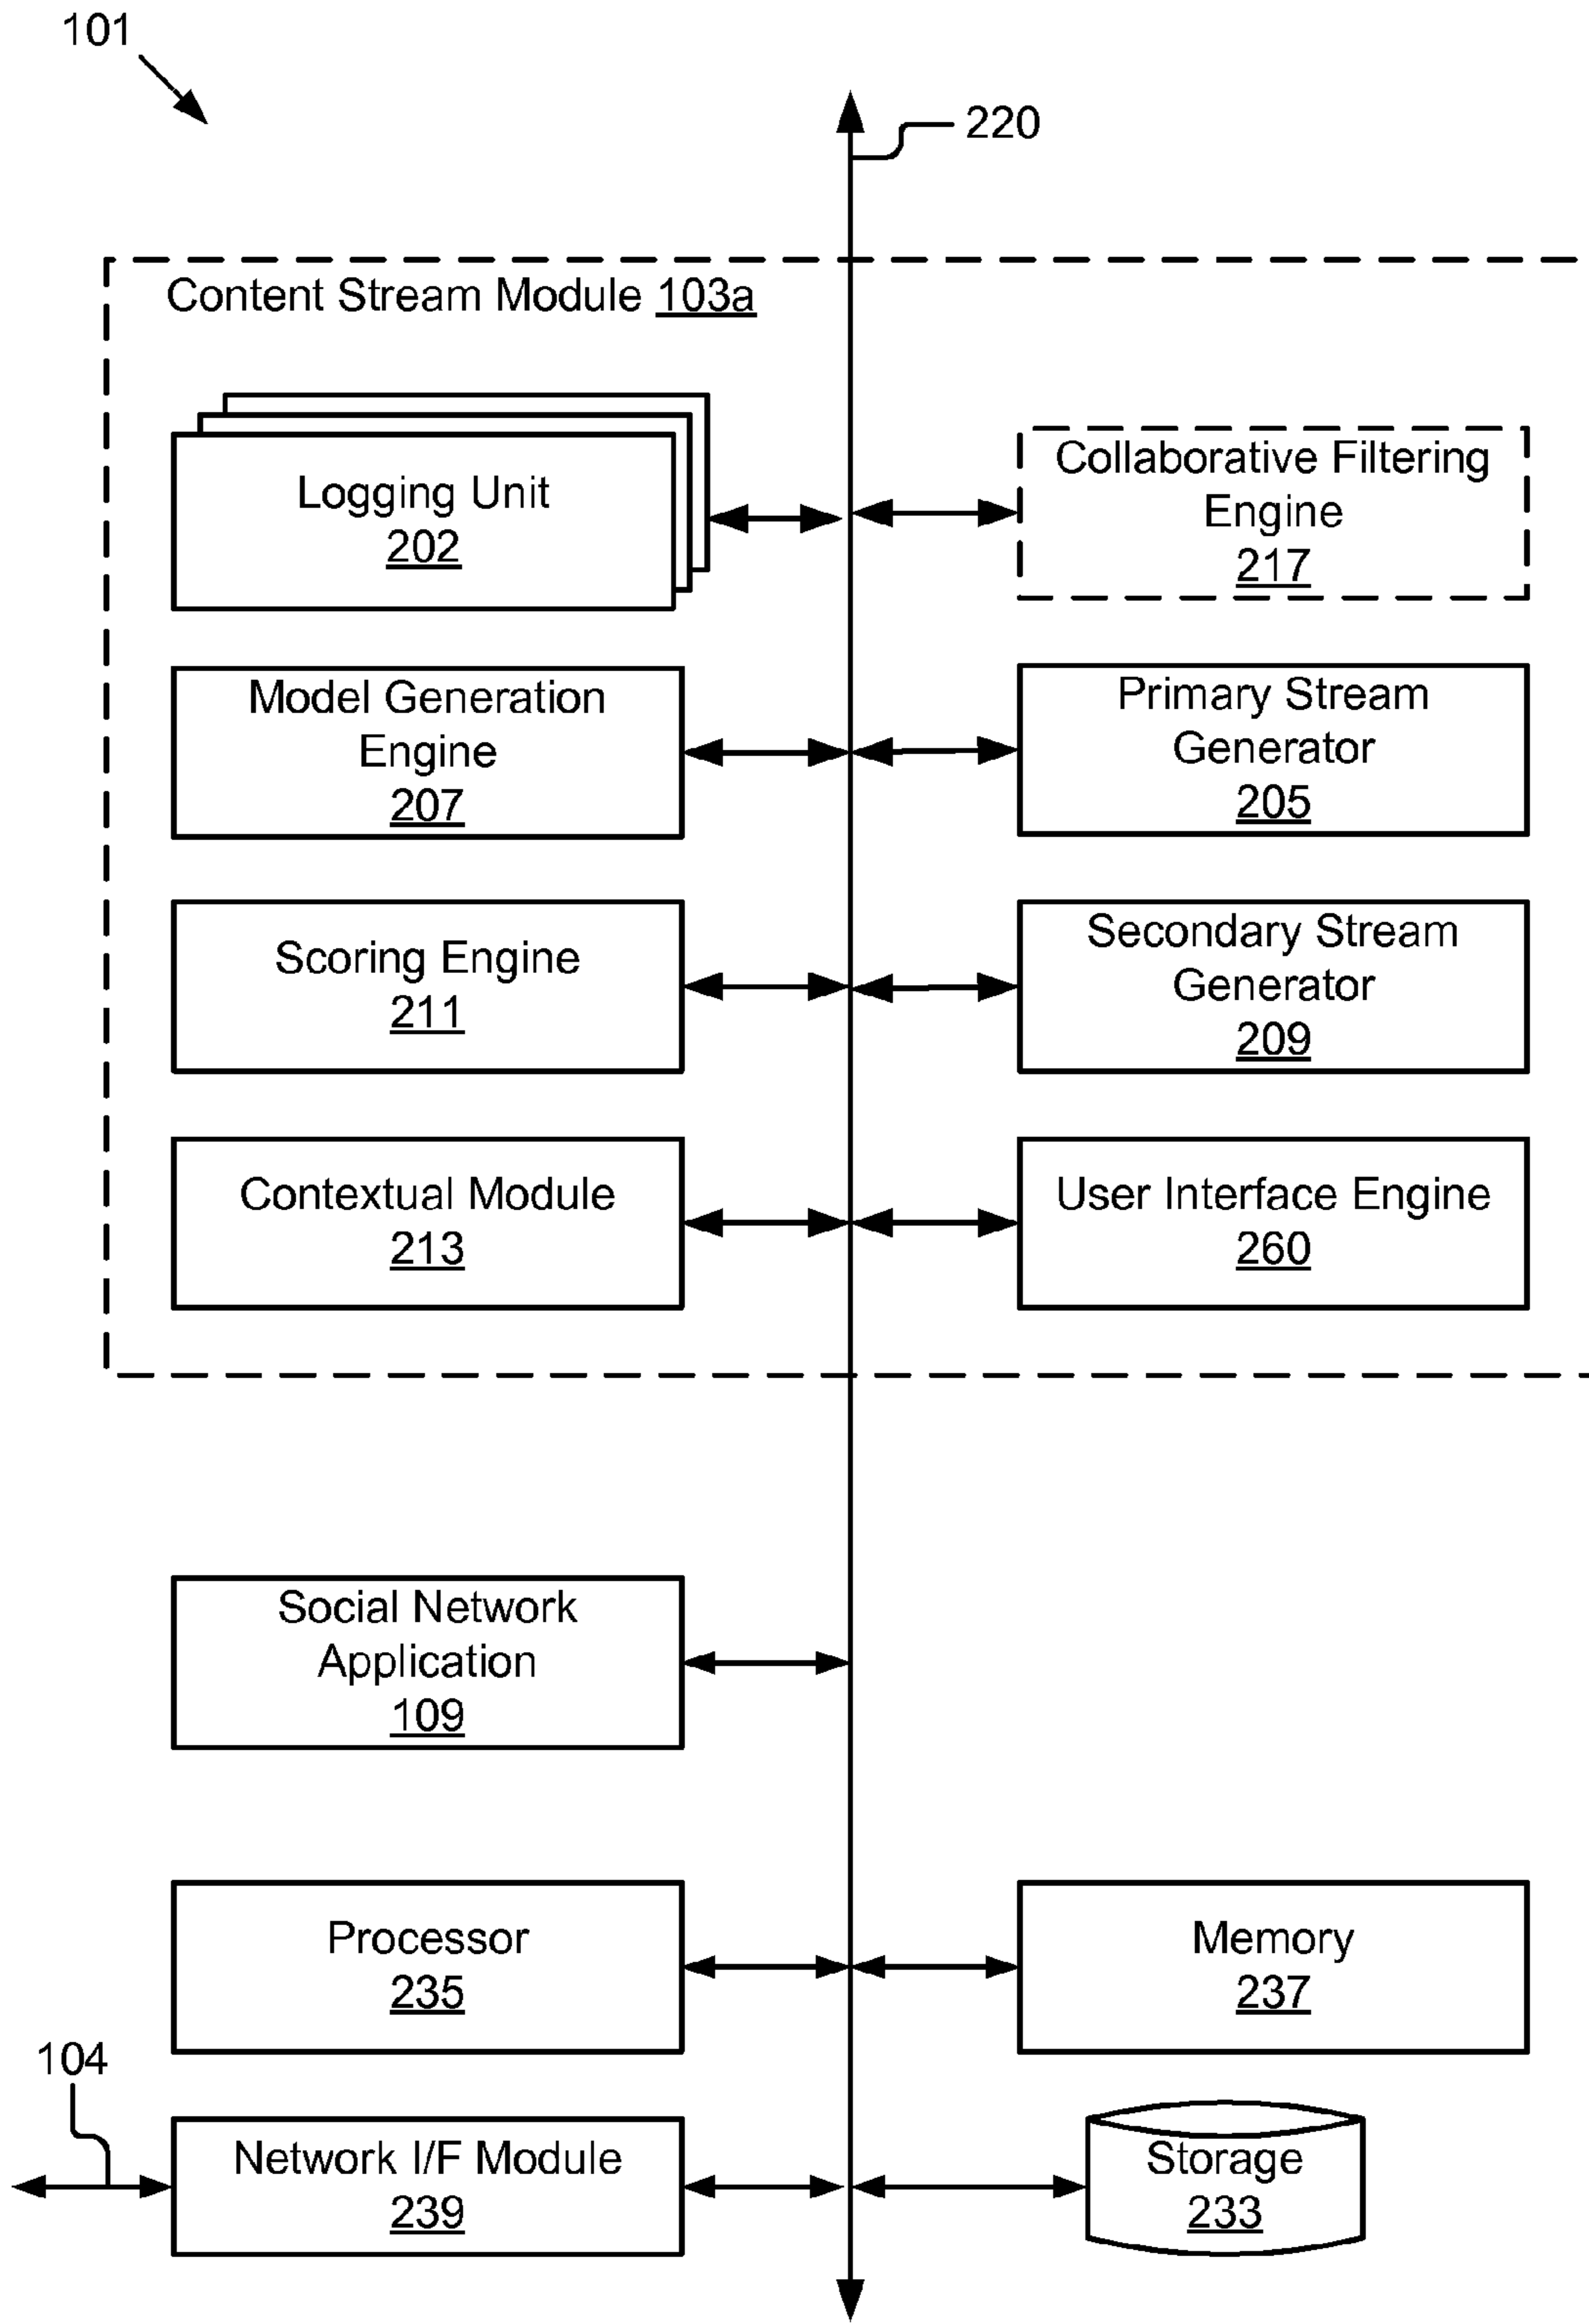 101
220
Content Stream Module 103a
Logging Unit
202
Collaborative Filtering
Engine
217
Model Generation
Engine
207
Primary Stream
Generator
205
Scoring Engine
211
Secondary Stream
Generator
209
Contextual Module
213
User Interface Engine
260
Social Network
Application
109
Processor
235
Memory
237
104
Network I/F Module
239
Storage
233